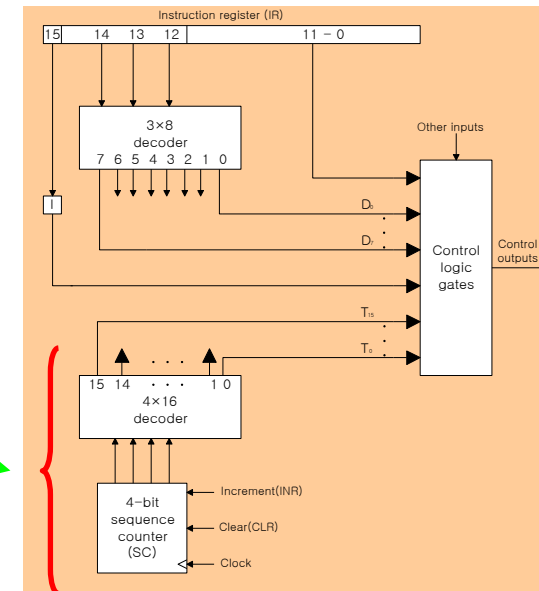 Instruction register (IR)
15 14 13 12 11 - 0
3×8
decoder
7 6 5 4 3 2 1 0
Other inputs
I
D₀
D₇
Control
logic
gates
Control
outputs
T₁₅
T₀
15 14 · · · 1 0
4×16
decoder
4-bit
sequence
counter
(SC)
Increment(INR)
Clear(CLR)
Clock